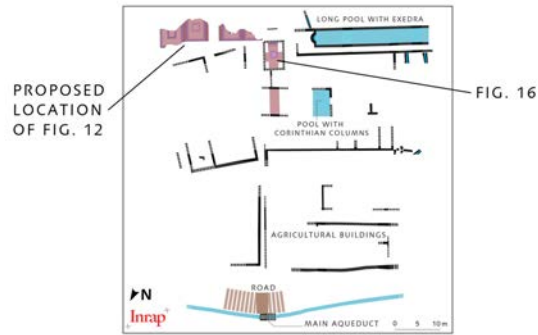 LONG POOL WITH EXEDRA
PROPOSED
LOCATION
OF FIG. 12
FIG. 16
POOL WITH
CORINTHIAN COLUMNS
AGRICULTURAL BUILDINGS
ROAD
N
Inrap
MAIN AQUEDUCT
0 5 10 m